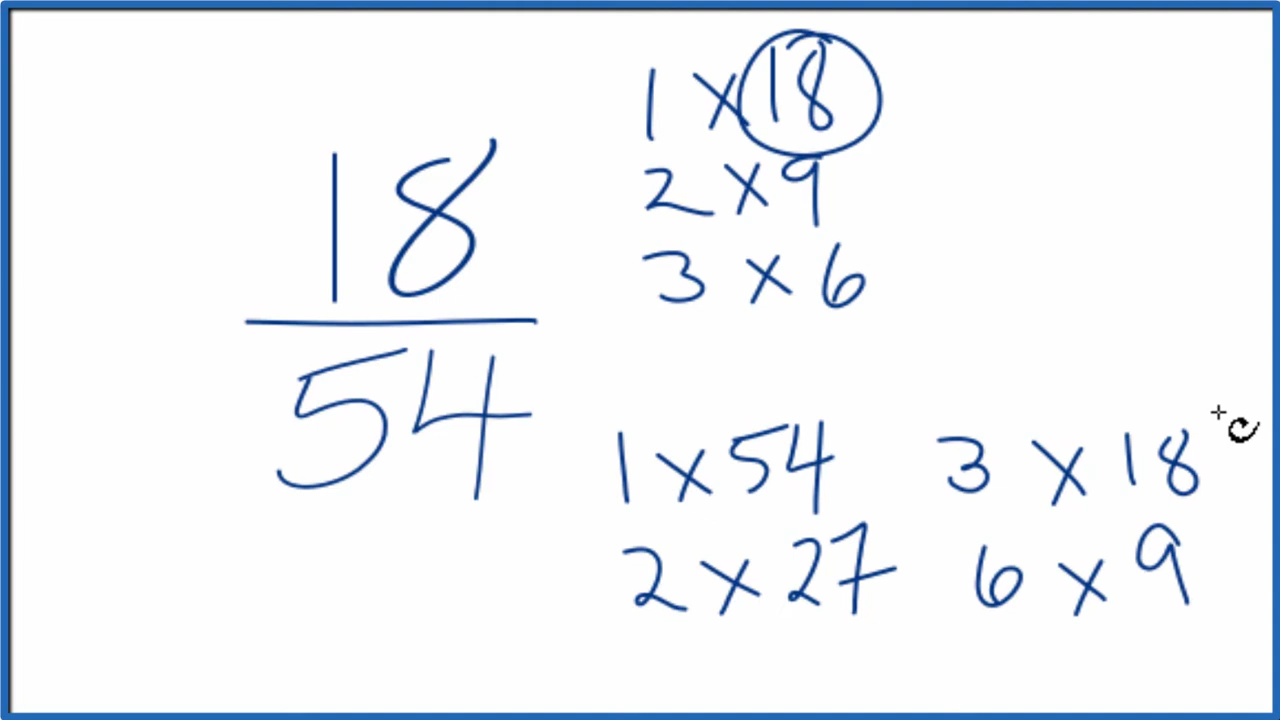 18
54
1 x 18
2 x 9
3 x 6
1 x 54
2 x 27
3 x 18
6 x 9